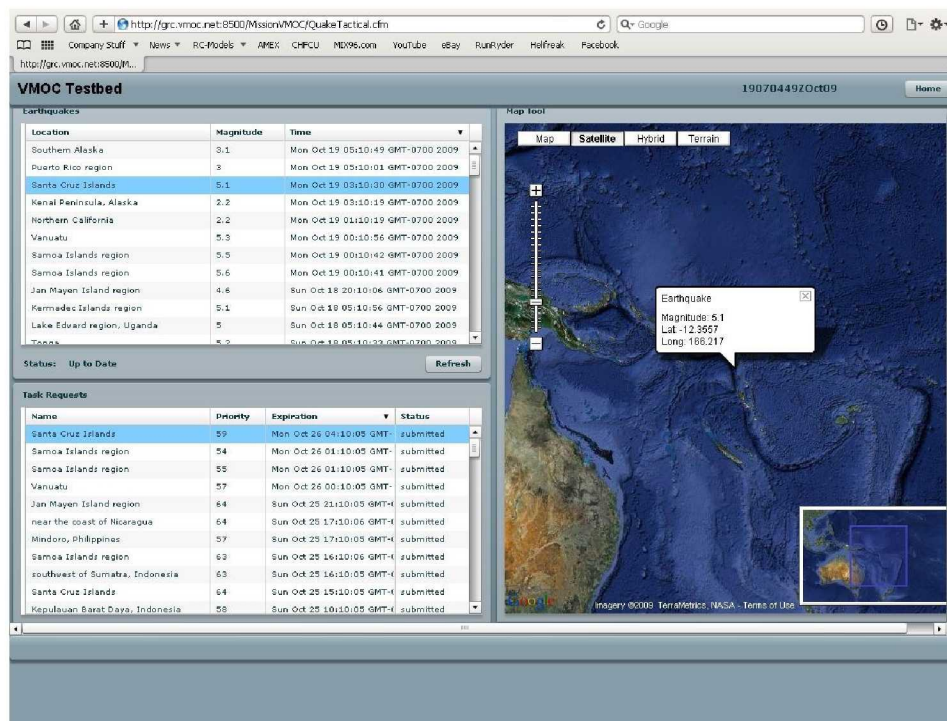 http://grc.vmoc.net:8500/MissionVMOC/QuakeTactical.cfm
Google
Company Stuff News RC-Models AMEX CHFCU MIX96.com YouTube eBay RunRyder Helifreak Facebook
http://grc.vmoc.net:8500/M...
VMOC Testbed
19070449ZOct09
Home
Earthquakes
Location Magnitude Time
Southern Alaska 3.1 Mon Oct 19 05:10:49 GMT-0700 2009
Puerto Rico region 3 Mon Oct 19 05:10:01 GMT-0700 2009
Santa Cruz Islands 5.1 Mon Oct 19 03:10:30 GMT-0700 2009
Kenai Peninsula, Alaska 2.2 Mon Oct 19 03:10:19 GMT-0700 2009
Northern California 2.2 Mon Oct 19 01:10:19 GMT-0700 2009
Vanuatu 5.3 Mon Oct 19 00:10:56 GMT-0700 2009
Samoa Islands region 5.5 Mon Oct 19 00:10:42 GMT-0700 2009
Samoa Islands region 5.6 Mon Oct 19 00:10:41 GMT-0700 2009
Jan Mayen Island region 4.6 Sun Oct 18 20:10:06 GMT-0700 2009
Kermadec Islands region 5.1 Sun Oct 18 05:10:56 GMT-0700 2009
Lake Edward region, Uganda 5 Sun Oct 18 05:10:44 GMT-0700 2009
Tonga 5.2 Sun Oct 18 05:10:33 GMT-0700 2009
Status: Up to Date
Refresh
Task Requests
Name Priority Expiration Status
Santa Cruz Islands 59 Mon Oct 26 04:10:05 GMT- submitted
Samoa Islands region 54 Mon Oct 26 01:10:05 GMT- submitted
Samoa Islands region 55 Mon Oct 26 01:10:05 GMT- submitted
Vanuatu 57 Mon Oct 26 00:10:05 GMT- submitted
Jan Mayen Island region 64 Sun Oct 25 21:10:05 GMT-( submitted
near the coast of Nicaragua 64 Sun Oct 25 17:10:06 GMT-( submitted
Mindoro, Philippines 57 Sun Oct 25 17:10:05 GMT-( submitted
Samoa Islands region 63 Sun Oct 25 16:10:06 GMT-( submitted
southwest of Sumatra, Indonesia 63 Sun Oct 25 16:10:05 GMT-( submitted
Santa Cruz Islands 64 Sun Oct 25 15:10:05 GMT-( submitted
Kepulauan Barat Daya, Indonesia 58 Sun Oct 25 10:10:05 GMT-( submitted
Map Tool
Map Satellite Hybrid Terrain
Earthquake
Magnitude: 5.1
Lat: -12.3557
Long: 166.217
Imagery ©2009 TerraMetrics, NASA - Terms of Use